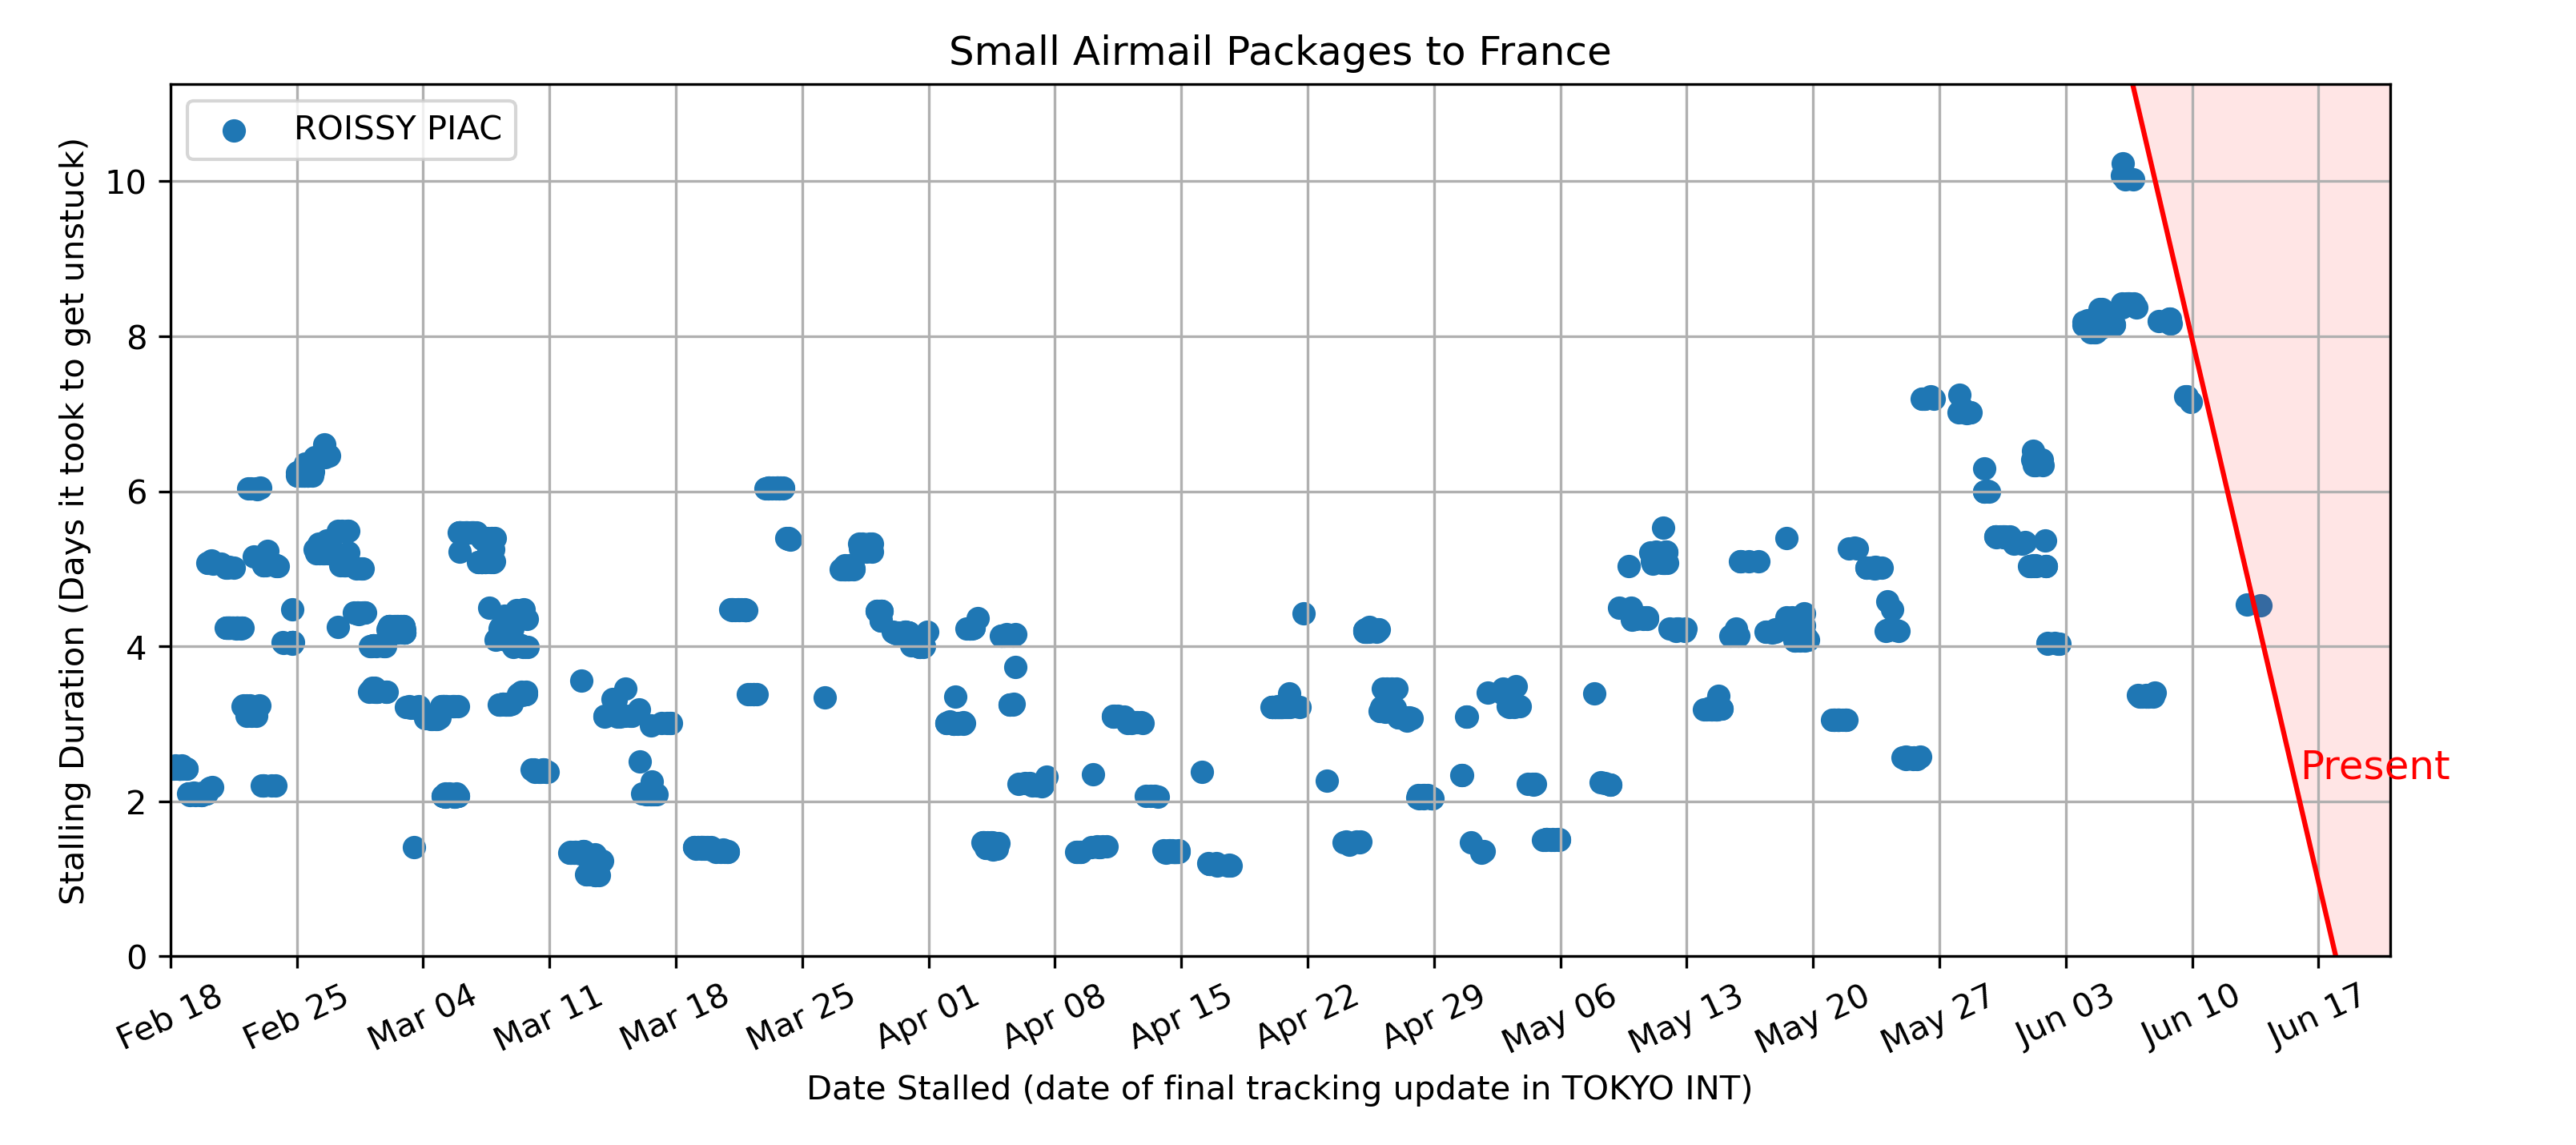 Small Airmail Packages to France
ROISSY PIAC
Stalling Duration (Days it took to get unstuck)
10
8
6
4
2
0
Present
Feb 18
Feb 25
Mar 04
Mar 11
Mar 18
Mar 25
Apr 01
Apr 08
Apr 15
Apr 22
Apr 29
May 06
May 13
May 20
May 27
Jun 03
Jun 10
Jun 17
Date Stalled (date of final tracking update in TOKYO INT)